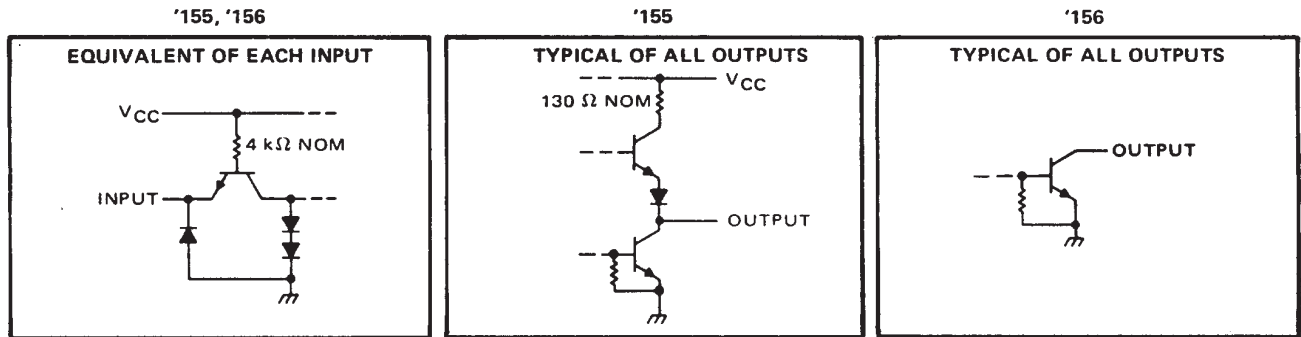 '155, '156
EQUIVALENT OF EACH INPUT
VCC
4 kΩ NOM
INPUT
'155
TYPICAL OF ALL OUTPUTS
VCC
130 Ω NOM
OUTPUT
'156
TYPICAL OF ALL OUTPUTS
OUTPUT